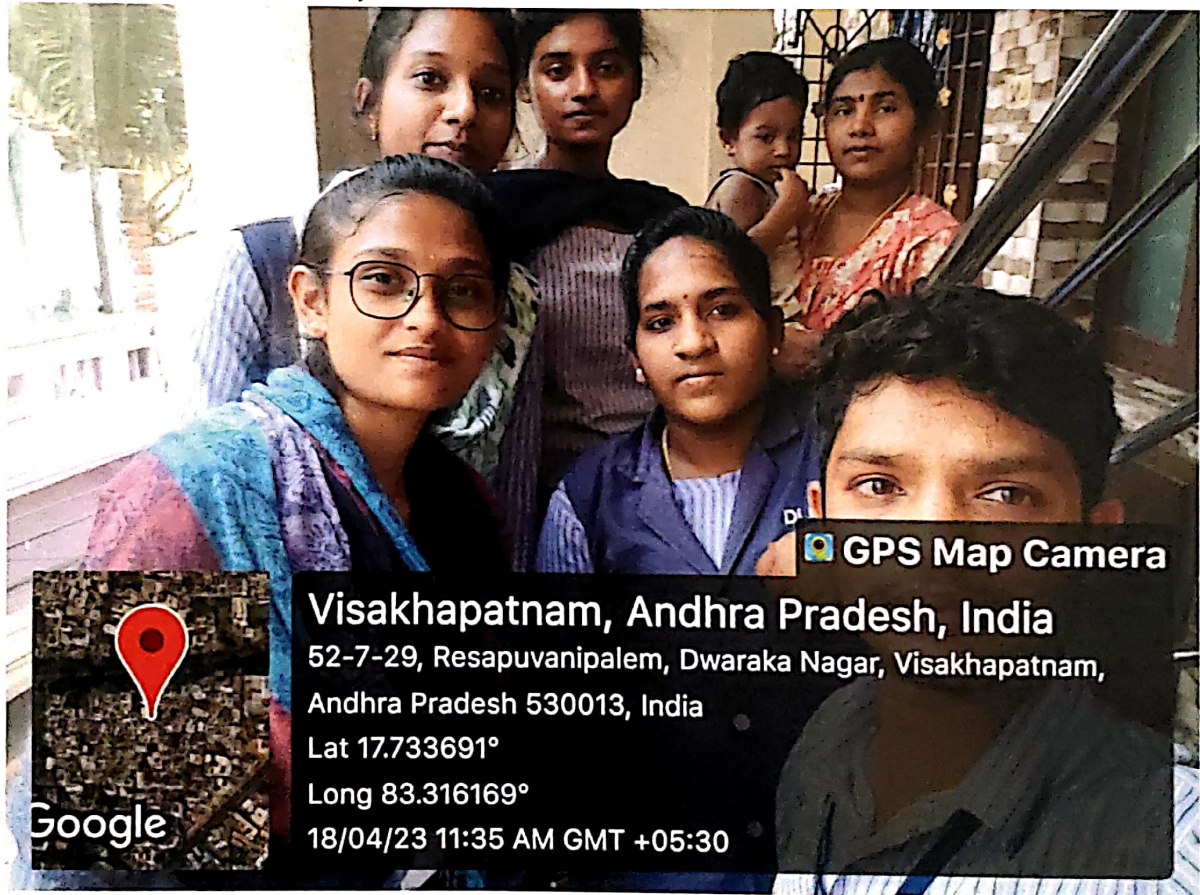 GPS Map Camera
Visakhapatnam, Andhra Pradesh, India
52-7-29, Resapuvanipalem, Dwaraka Nagar, Visakhapatnam,
Andhra Pradesh 530013, India
Lat 17.733691°
Long 83.316169°
18/04/23 11:35 AM GMT +05:30
Google